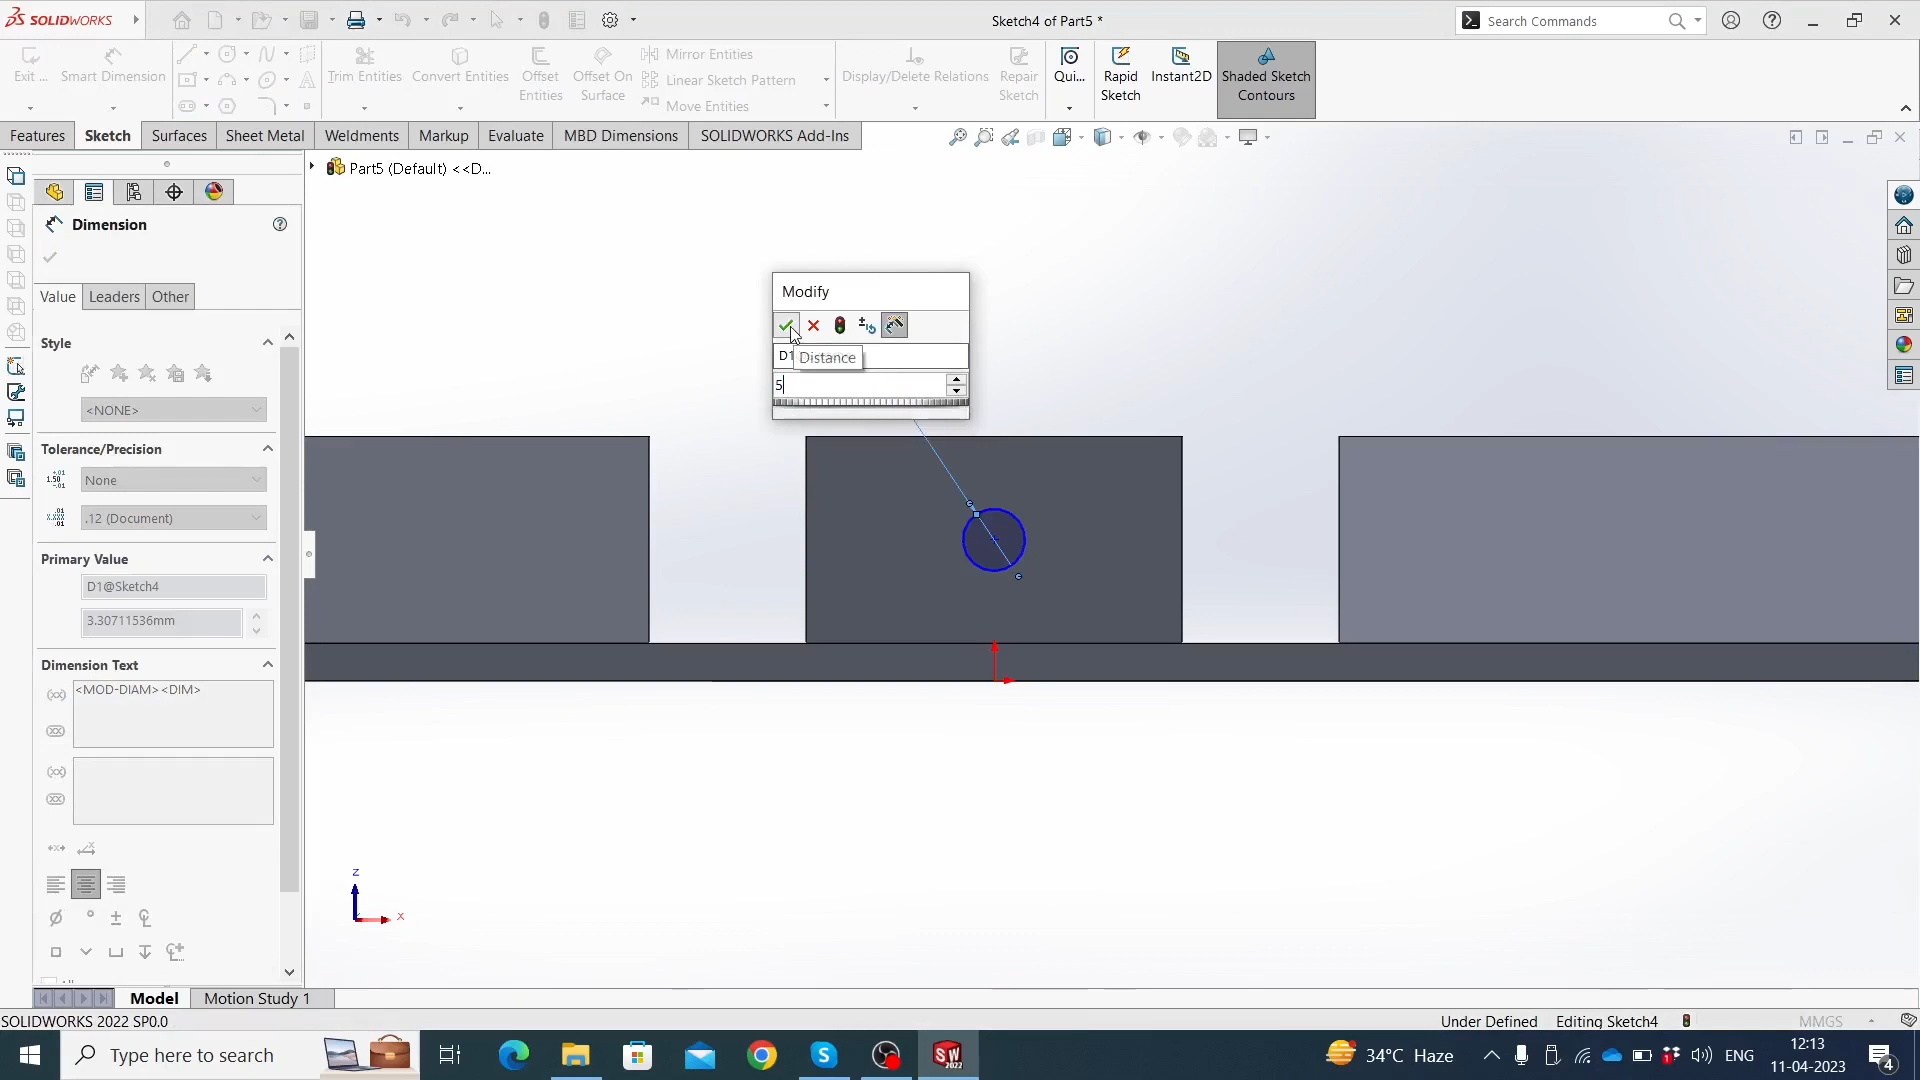 SOLIDWORKS
Sketch4 of Part5 *
Search Commands
Exit ...
Smart Dimension
Trim Entities
Convert Entities
Offset
Entities
Offset On
Surface
Mirror Entities
Linear Sketch Pattern
Move Entities
Display/Delete Relations
Repair
Sketch
Qui...
Rapid
Sketch
Instant2D
Shaded Sketch
Contours
Features
Sketch
Surfaces
Sheet Metal
Weldments
Markup
Evaluate
MBD Dimensions
SOLIDWORKS Add-Ins
Part5 (Default) <<D...
Dimension
Value
Leaders
Other
Style
<NONE>
Tolerance/Precision
None
.12 (Document)
Primary Value
D1@Sketch4
3.30711536mm
Dimension Text
<MOD-DIAM><DIM>
Modify
D1
Distance
5
z
x
Model
Motion Study 1
SOLIDWORKS 2022 SP0.0
Under Defined
Editing Sketch4
MMGS
Type here to search
34°C Haze
ENG
12:13
11-04-2023
4